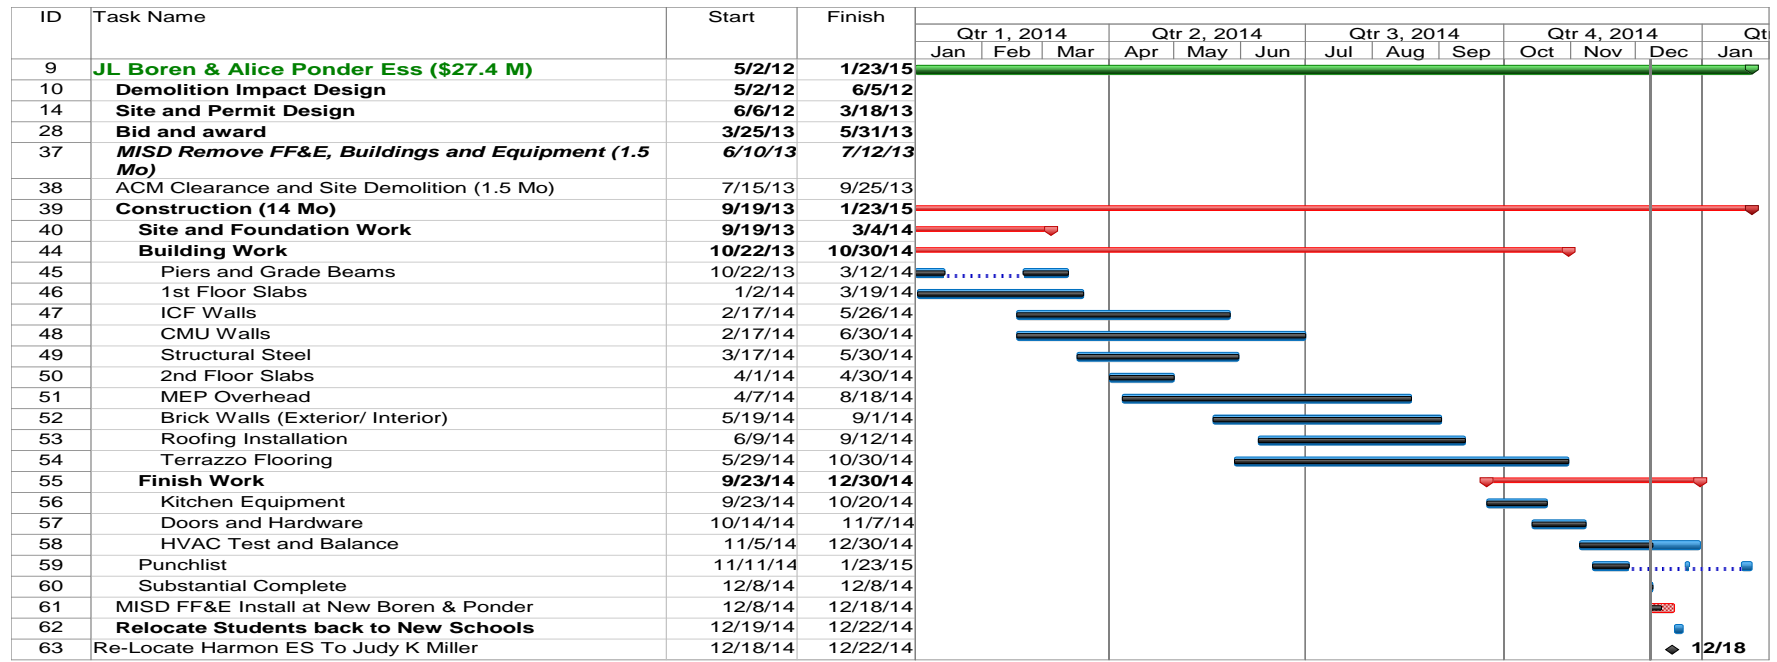 ID Task Name Start Finish
Qtr 1, 2014 Qtr 2, 2014 Qtr 3, 2014 Qtr 4, 2014 Qt
Jan Feb Mar Apr May Jun Jul Aug Sep Oct Nov Dec Jan
9 JL Boren & Alice Ponder Ess ($27.4 M) 5/2/12 1/23/15
10 Demolition Impact Design 5/2/12 6/5/12
14 Site and Permit Design 6/6/12 3/18/13
28 Bid and award 3/25/13 5/31/13
37 MISD Remove FF&E, Buildings and Equipment (1.5 6/10/13 7/12/13
Mo)
38 ACM Clearance and Site Demolition (1.5 Mo) 7/15/13 9/25/13
39 Construction (14 Mo) 9/19/13 1/23/15
40 Site and Foundation Work 9/19/13 3/4/14
44 Building Work 10/22/13 10/30/14
45 Piers and Grade Beams 10/22/13 3/12/14
46 1st Floor Slabs 1/2/14 3/19/14
47 ICF Walls 2/17/14 5/26/14
48 CMU Walls 2/17/14 6/30/14
49 Structural Steel 3/17/14 5/30/14
50 2nd Floor Slabs 4/1/14 4/30/14
51 MEP Overhead 4/7/14 8/18/14
52 Brick Walls (Exterior/ Interior) 5/19/14 9/1/14
53 Roofing Installation 6/9/14 9/12/14
54 Terrazzo Flooring 5/29/14 10/30/14
55 Finish Work 9/23/14 12/30/14
56 Kitchen Equipment 9/23/14 10/20/14
57 Doors and Hardware 10/14/14 11/7/14
58 HVAC Test and Balance 11/5/14 12/30/14
59 Punchlist 11/11/14 1/23/15
60 Substantial Complete 12/8/14 12/8/14
61 MISD FF&E Install at New Boren & Ponder 12/8/14 12/18/14
62 Relocate Students back to New Schools 12/19/14 12/22/14
63 Re-Locate Harmon ES To Judy K Miller 12/18/14 12/22/14 12/18